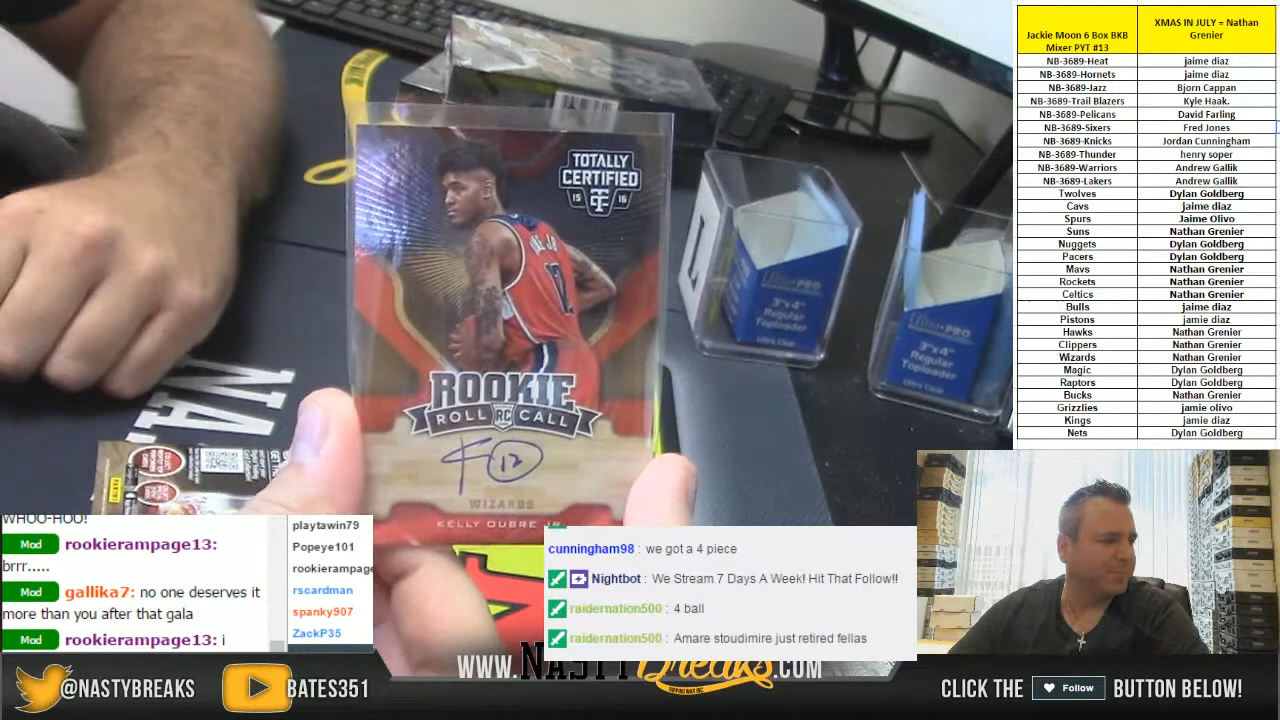 TOTALLY
CERTIFIED
15 16
ROOKIE
ROLL RC CALL
12
WIZARDS
KELLY OUBRE JR.
NA
PANINI
Ultra PRO
3"x4"
Regular
Toploader
Ultra Clear
Ultra PRO
3"x4"
Regular
Toploader
Jackie Moon 6 Box BKB Mixer PYT #13 XMAS IN JULY = Nathan Grenier
NB-3689-Heat jaime diaz
NB-3689-Hornets jaime diaz
NB-3689-Jazz Bjorn Cappan
NB-3689-Trail Blazers Kyle Haak.
NB-3689-Pelicans David Farling
NB-3689-Sixers Fred Jones
NB-3689-Knicks Jordan Cunningham
NB-3689-Thunder henry soper
NB-3689-Warriors Andrew Gallik
NB-3689-Lakers Andrew Gallik
Twolves Dylan Goldberg
Cavs jaime diaz
Spurs Jaime Olivo
Suns Nathan Grenier
Nuggets Dylan Goldberg
Pacers Dylan Goldberg
Mavs Nathan Grenier
Rockets Nathan Grenier
Celtics Nathan Grenier
Bulls jaime diaz
Pistons jamie diaz
Hawks Nathan Grenier
Clippers Nathan Grenier
Wizards Nathan Grenier
Magic Dylan Goldberg
Raptors Dylan Goldberg
Bucks Nathan Grenier
Grizzlies jamie olivo
Kings jamie diaz
Nets Dylan Goldberg
WHOO-HOO!
Mod rookierampage13:
brrr.....
Mod gallika7: no one deserves it
more than you after that gala
Mod rookierampage13: i
playtawin79
Popeye101
rookierampage
rscardman
spanky907
ZackP35
cunningham98 : we got a 4 piece
Nightbot : We Stream 7 Days A Week! Hit That Follow!!
raidernation500 : 4 ball
raidernation500 : Amare stoudimire just retired fellas
@NASTYBREAKS
BATES351
WWW.NASTYBreaks.COM
RIPPING WAX INC
CLICK THE Follow BUTTON BELOW!